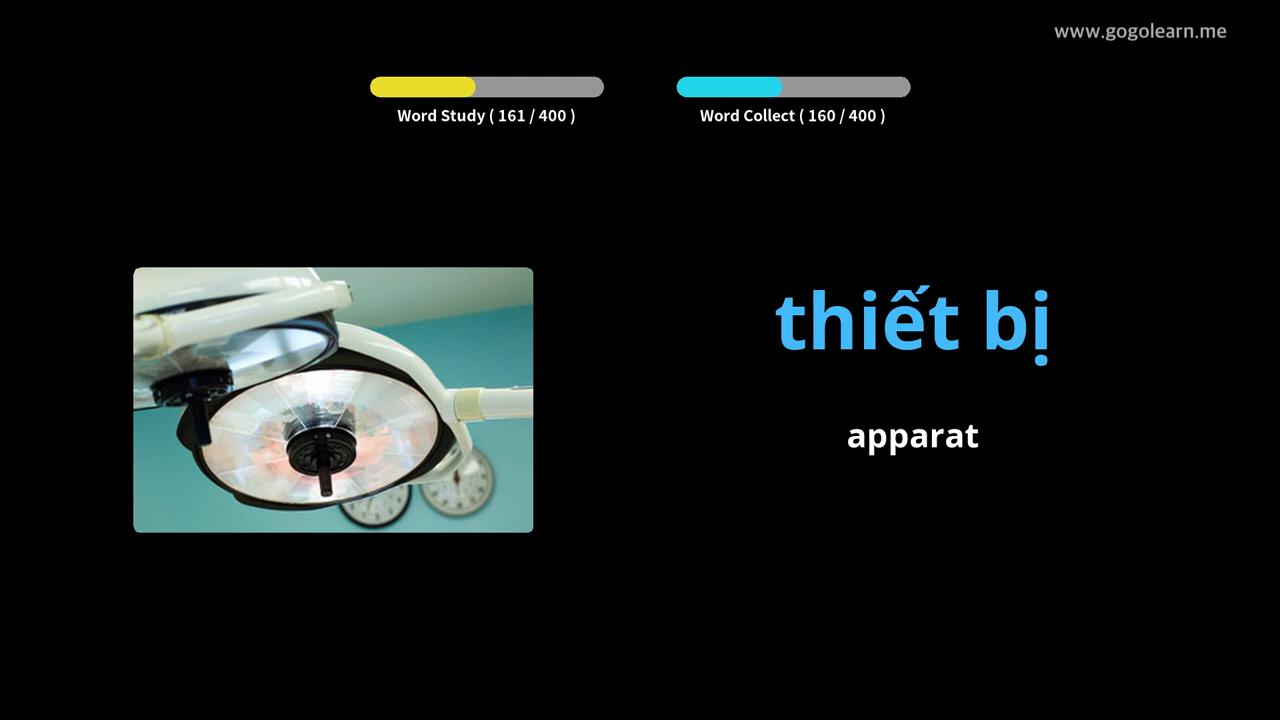 www.gogolearn.me
Word Study ( 161 / 400 )
Word Collect ( 160 / 400 )
thiết bị
apparat